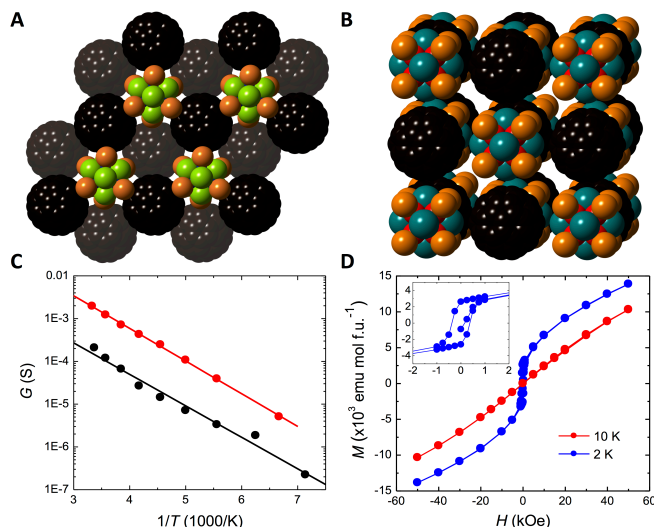 A
B
C
0.01
1E-3
1E-4
1E-5
1E-6
1E-7
3 4 5 6 7
G (S)
1/T (1000/K)
D
15
10
5
0
-5
-10
-15
-60 -40 -20 0 20 40 60
M (x10³ emu mol f.u.⁻¹)
H (kOe)
4
2
0
-2
-4
-2 -1 0 1 2
10 K
2 K